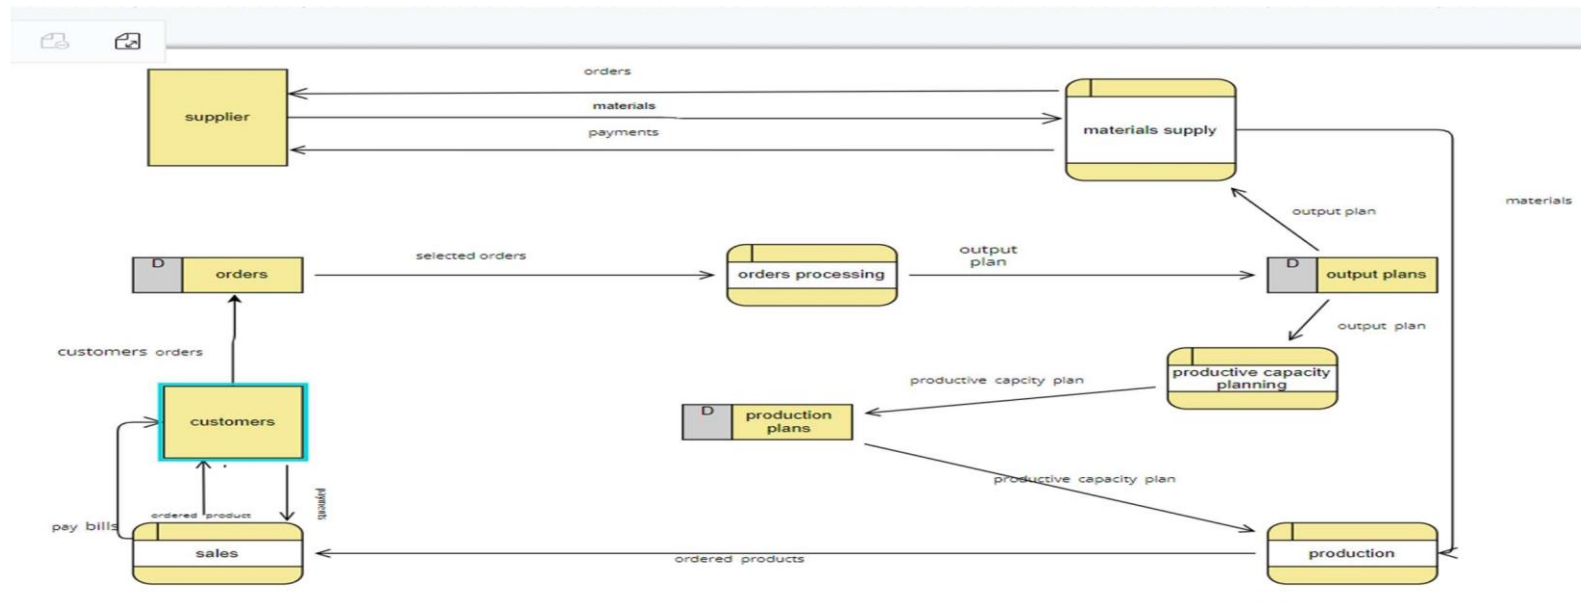 orders
supplier
materials
payments
materials supply
materials
output plan
D
orders
selected orders
orders processing
output
plan
D
output plans
output plan
customers orders
productive capacity
planning
productive capcity plan
customers
D
production
plans
productive capacity plan
payments
ordered product
pay bills
sales
ordered products
production